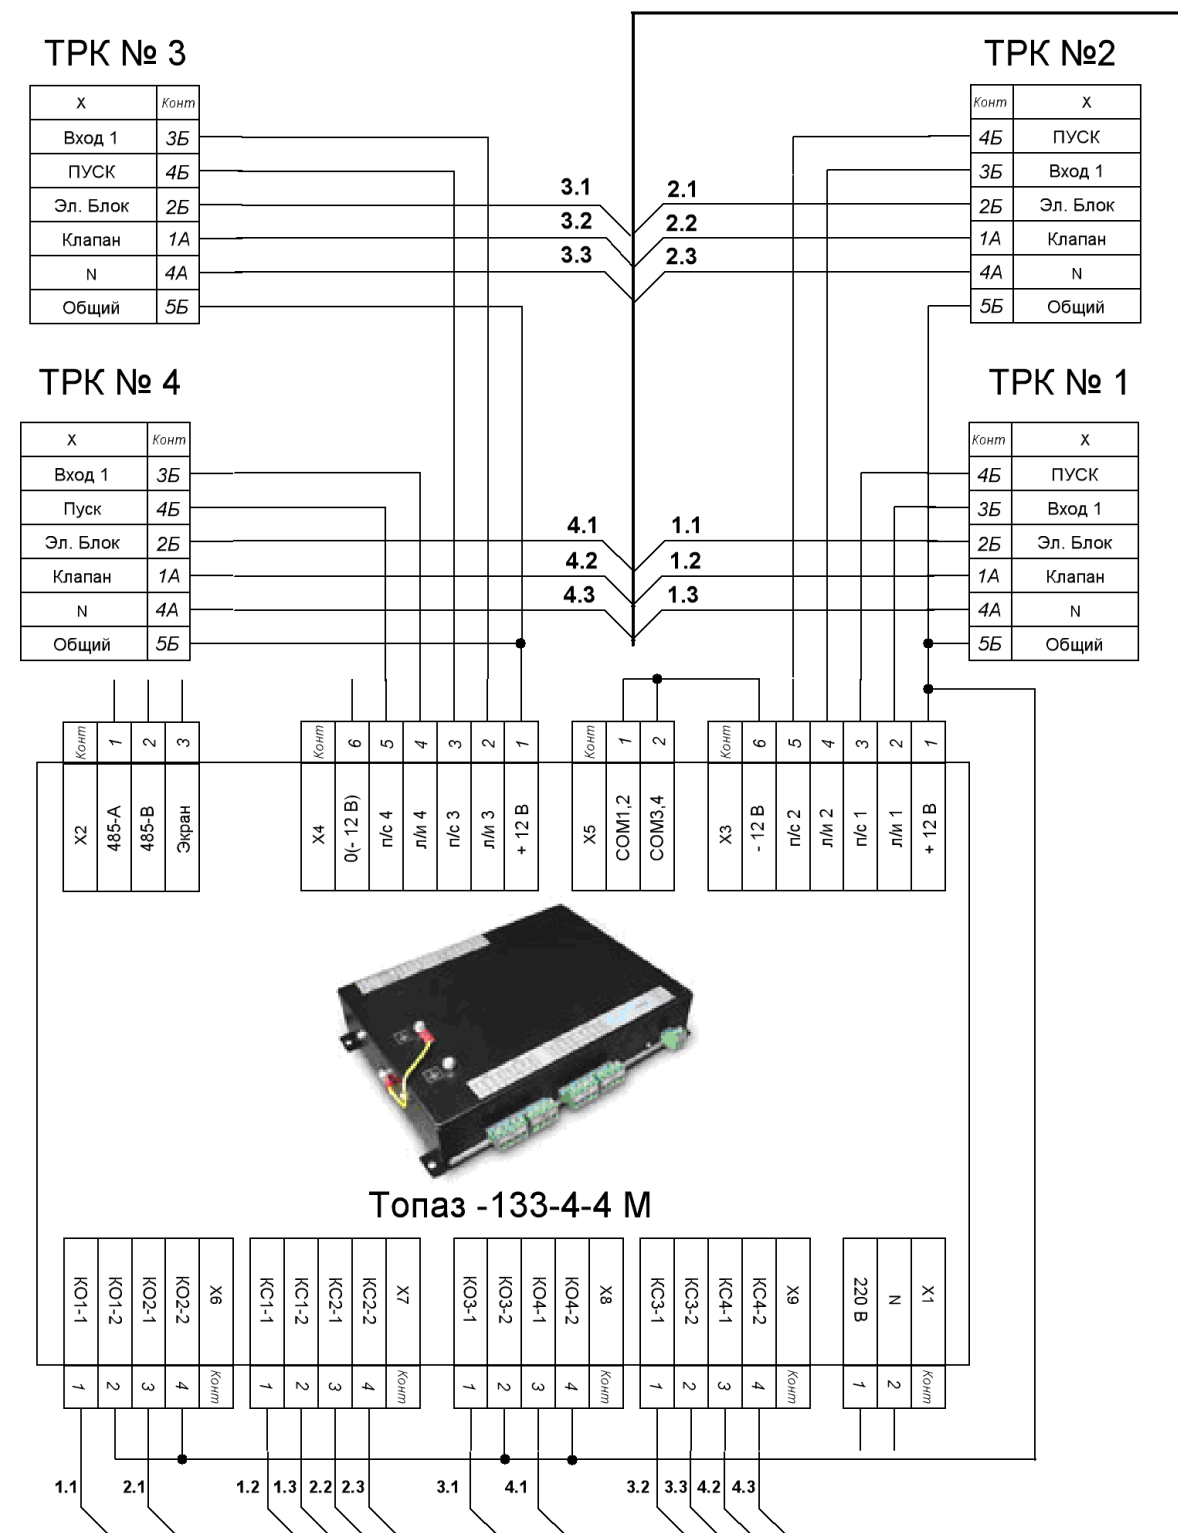 ТРК № 3
X Конт
Вход 1 3Б
ПУСК 4Б
Эл. Блок 2Б
Клапан 1А
N 4А
Общий 5Б
ТРК №2
Конт X
4Б ПУСК
3Б Вход 1
2Б Эл. Блок
1А Клапан
4А N
5Б Общий
3.1 2.1
3.2 2.2
3.3 2.3
ТРК № 4
X Конт
Вход 1 3Б
Пуск 4Б
Эл. Блок 2Б
Клапан 1А
N 4А
Общий 5Б
ТРК № 1
Конт X
4Б ПУСК
3Б Вход 1
2Б Эл. Блок
1А Клапан
4А N
5Б Общий
4.1 1.1
4.2 1.2
4.3 1.3
Конт 1 2 3
X2 485-A 485-B Экран
Конт 6 5 4 3 2 1
X4 0(- 12 В) п/с 4 л/и 4 п/с 3 л/и 3 + 12 В
Конт 1 2
X5 COM1,2 COM3,4
Конт 6 5 4 3 2 1
X3 - 12 В п/с 2 л/и 2 п/с 1 л/и 1 + 12 В
Топаз -133-4-4 М
КО1-1 КО1-2 КО2-1 КО2-2 X6
1 2 3 4 Конт
КС1-1 КС1-2 КС2-1 КС2-2 X7
1 2 3 4 Конт
КО3-1 КО3-2 КО4-1 КО4-2 X8
1 2 3 4 Конт
КС3-1 КС3-2 КС4-1 КС4-2 X9
1 2 3 4 Конт
220 В N X1
1 2 Конт
1.1 2.1 1.2 1.3 2.2 2.3 3.1 4.1 3.2 3.3 4.2 4.3